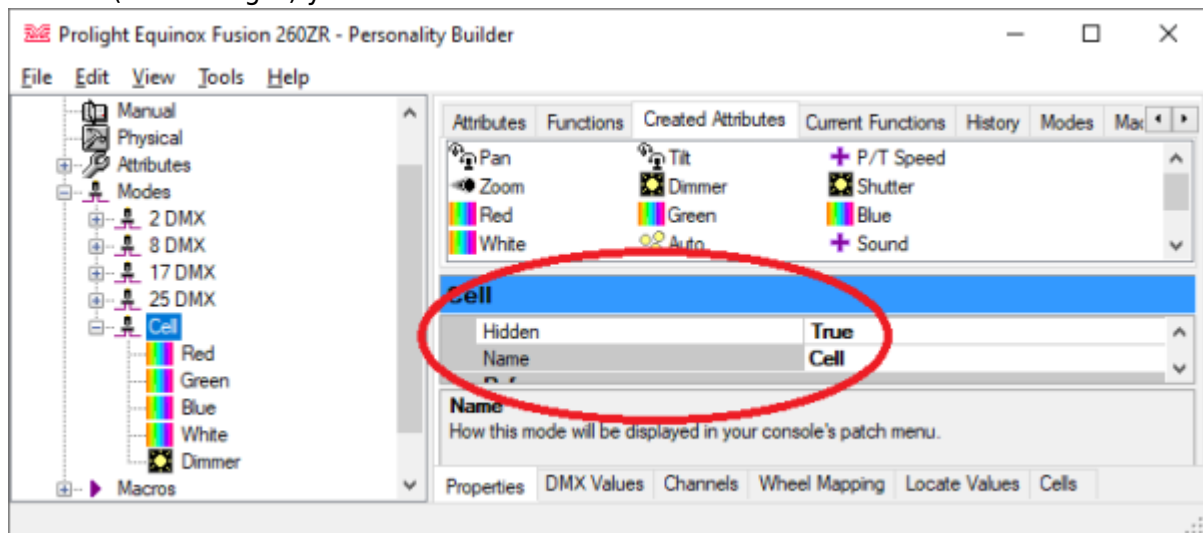 Prolight Equinox Fusion 260ZR - Personality Builder
File Edit View Tools Help
Manual
Physical
Attributes
Modes
2 DMX
8 DMX
17 DMX
25 DMX
Cell
Red
Green
Blue
White
Dimmer
Macros
Attributes Functions Created Attributes Current Functions History Modes
Pan Tilt P/T Speed
Zoom Dimmer Shutter
Red Green Blue
White Auto Sound
Cell
Hidden True
Name Cell
Name
How this mode will be displayed in your console's patch menu.
Properties DMX Values Channels Wheel Mapping Locate Values Cells